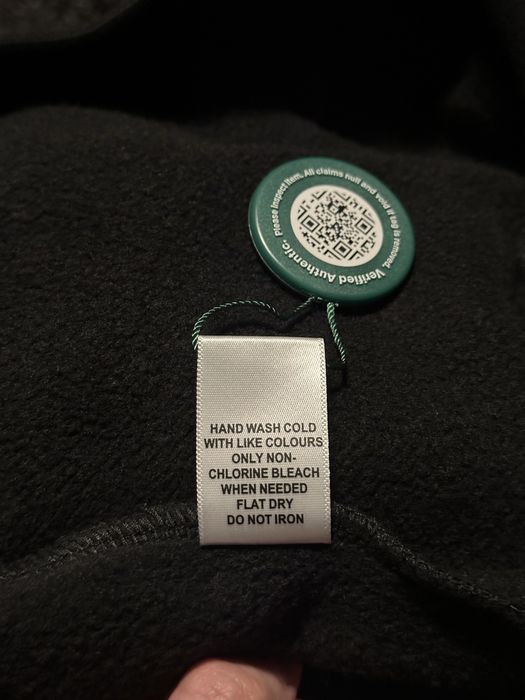 Please Inspect item. All claims null and void if tag is removed.
Verified Authentic.
HAND WASH COLD
WITH LIKE COLOURS
ONLY NON-
CHLORINE BLEACH
WHEN NEEDED
FLAT DRY
DO NOT IRON